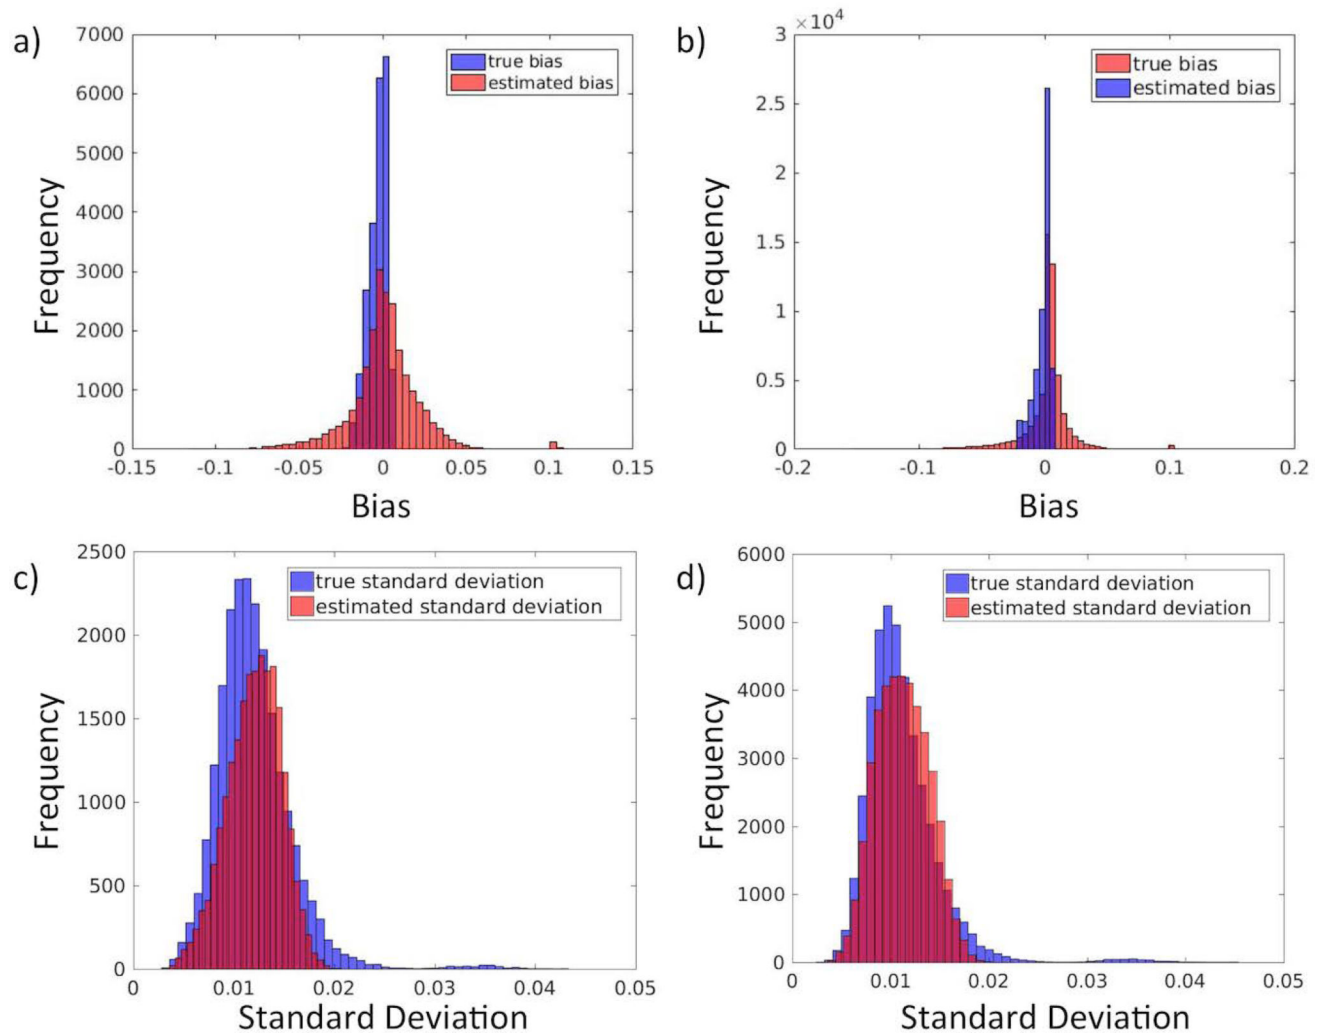 a)
7000
6000
5000
4000
3000
2000
1000
0
-0.15 -0.1 -0.05 0 0.05 0.1 0.15
Frequency
Bias
true bias
estimated bias
b)
×10⁴
3
2.5
2
1.5
1
0.5
0
-0.2 -0.1 0 0.1 0.2
Frequency
Bias
true bias
estimated bias
c)
2500
2000
1500
1000
500
0
0 0.01 0.02 0.03 0.04 0.05
Frequency
Standard Deviation
true standard deviation
estimated standard deviation
d)
6000
5000
4000
3000
2000
1000
0
0 0.01 0.02 0.03 0.04 0.05
Frequency
Standard Deviation
true standard deviation
estimated standard deviation